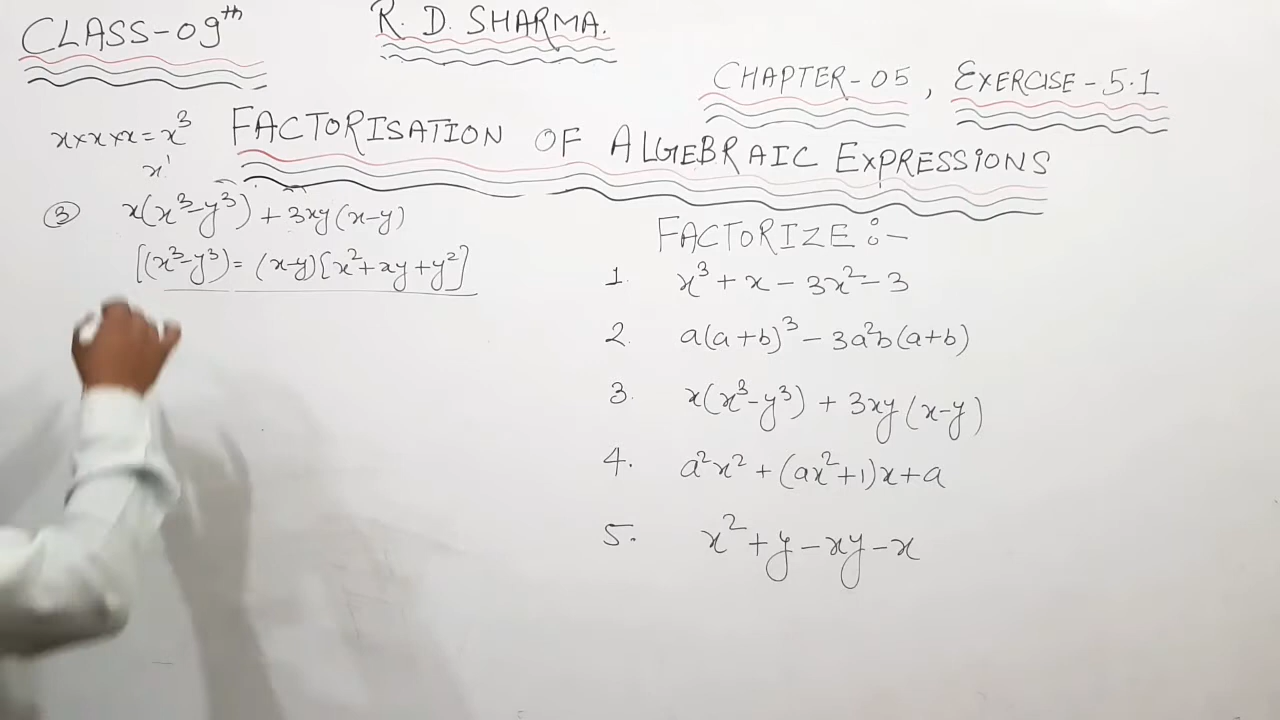 CLASS-09th
R. D. SHARMA.
CHAPTER-05, EXERCISE-5.1
FACTORISATION OF ALGEBRAIC EXPRESSIONS
x×x×x=x³
x¹
③ x(x³-y³)+3xy(x-y)
[(x³-y³)=(x-y)[x²+xy+y²]
FACTORIZE:-
1. x³+x-3x²-3
2. a(a+b)³-3a²b(a+b)
3. x(x³-y³)+3xy(x-y)
4. a²x²+(ax²+1)x+a
5. x²+y-xy-x